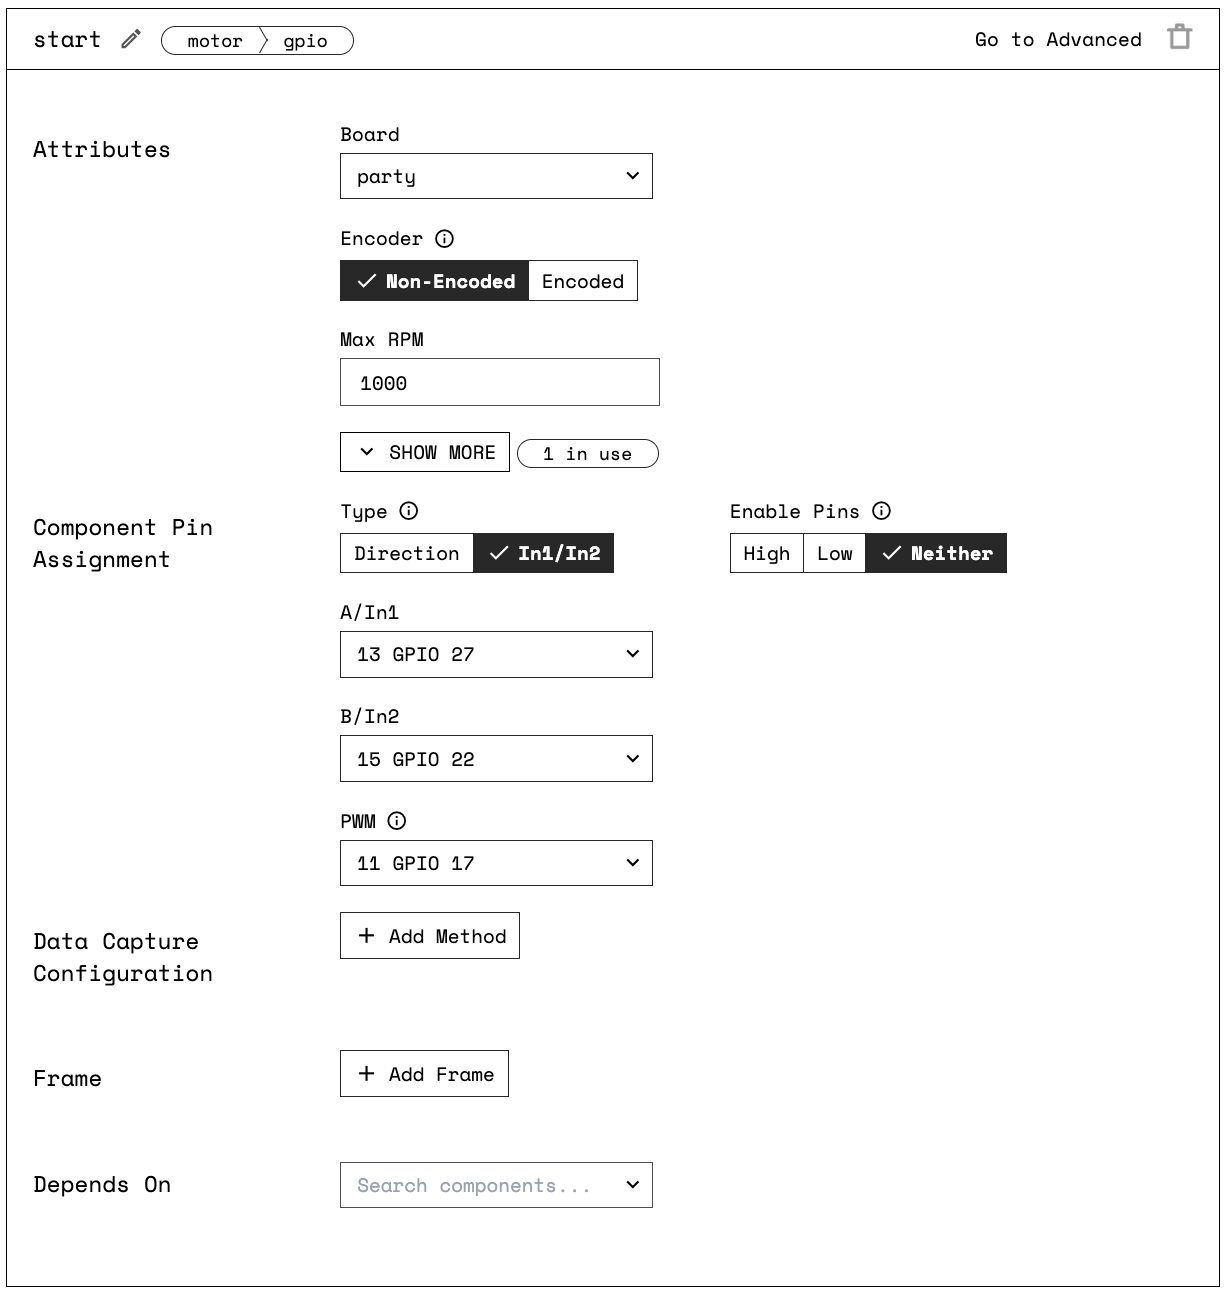 start motor gpio Go to Advanced
Attributes
Board
party
Encoder
Non-Encoded Encoded
Max RPM
1000
SHOW MORE 1 in use
Component Pin
Assignment
Type Enable Pins
Direction In1/In2 High Low Neither
A/In1
13 GPIO 27
B/In2
15 GPIO 22
PWM
11 GPIO 17
Data Capture
Configuration
Add Method
Frame
Add Frame
Depends On
Search components...